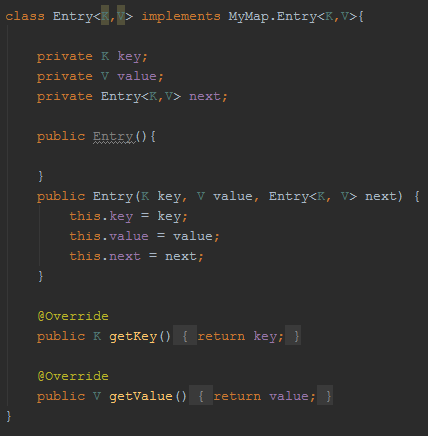 class Entry<K,V> implements MyMap.Entry<K,V>{
private K key;
private V value;
private Entry<K,V> next;
public Entry(){
}
public Entry(K key, V value, Entry<K, V> next) {
this.key = key;
this.value = value;
this.next = next;
}
@Override
public K getKey() { return key; }
@Override
public V getValue() { return value; }
}